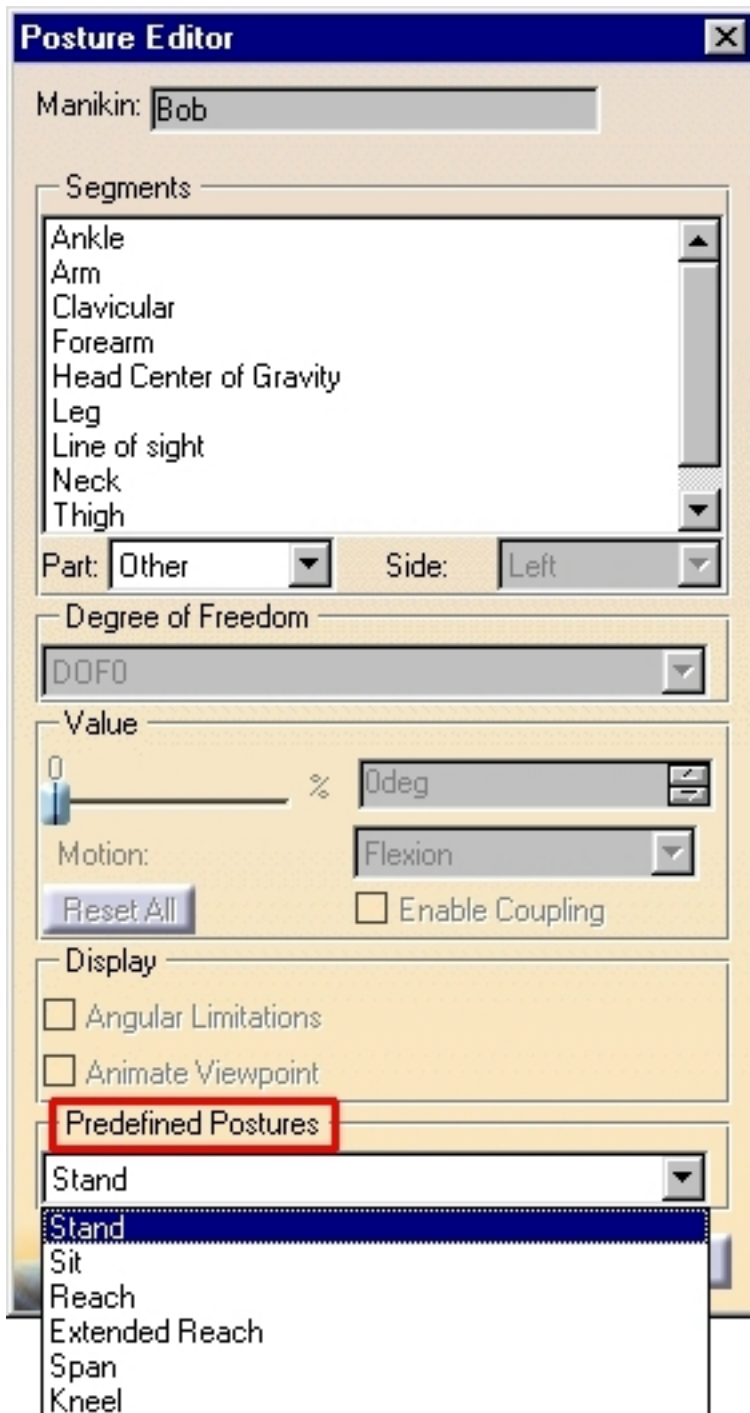 Posture Editor
Manikin: Bob
Segments
Ankle
Arm
Clavicular
Forearm
Head Center of Gravity
Leg
Line of sight
Neck
Thigh
Part: Other Side: Left
Degree of Freedom
DOF0
Value
0
% 0deg
Motion: Flexion
Reset All Enable Coupling
Display
Angular Limitations
Animate Viewpoint
Predefined Postures
Stand
Stand
Sit
Reach
Extended Reach
Span
Kneel